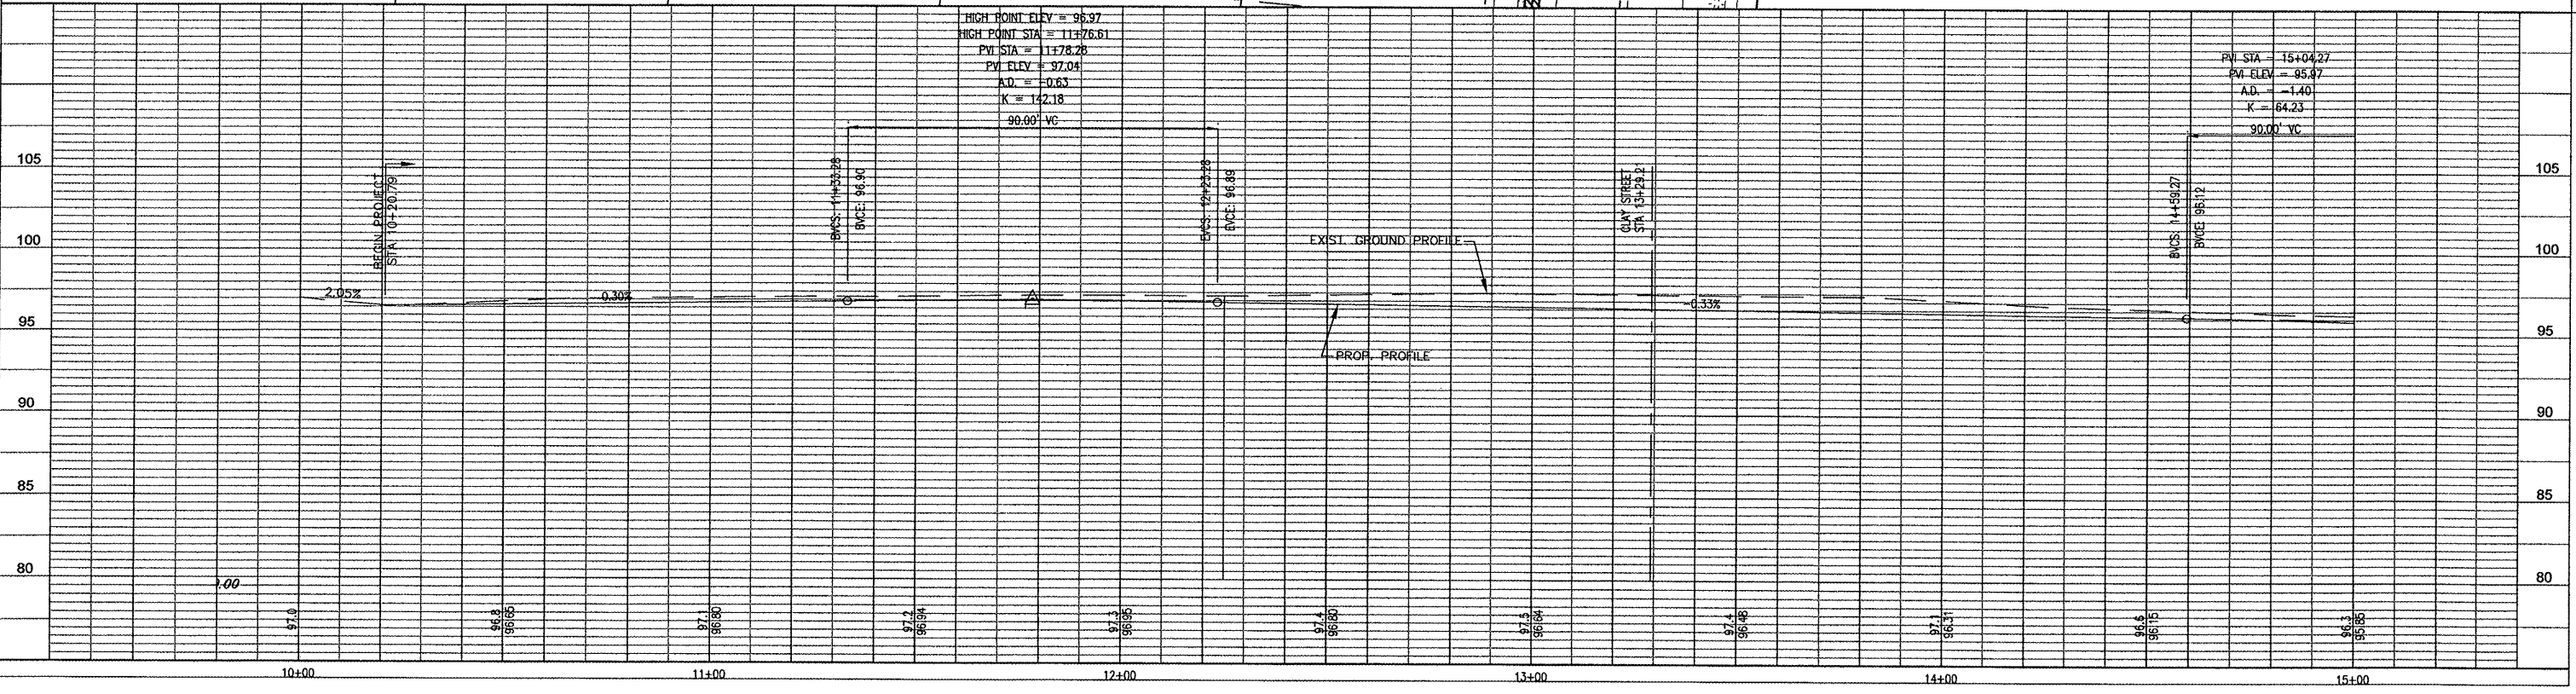 HIGH POINT ELEV = 96.97
HIGH POINT STA = 11+76.61
PVI STA = 11+78.28
PVI ELEV = 97.04
A.D. = -0.63
K = 142.18
90.00' VC
PVI STA = 15+04.27
PVI ELEV = 95.97
A.D. = -1.40
K = 64.23
90.00' VC
BEGIN PROJECT
STA 10+20.79
BVCS: 11+33.28
BVCE: 96.90
EVCS: 12+23.28
EVCE: 96.89
CLAY STREET
STA 13+29.21
BVCS: 14+59.27
BVCE: 96.12
EXIST. GROUND PROFILE
PROP. PROFILE
2.05%
0.30%
-0.33%
105
100
95
90
85
80
105
100
95
90
85
80
.00
97.0
96.8
96.65
97.1
96.80
97.2
96.94
97.3
96.95
97.4
96.80
97.5
96.64
97.4
96.48
97.1
96.31
96.6
96.15
96.3
95.85
10+00
11+00
12+00
13+00
14+00
15+00